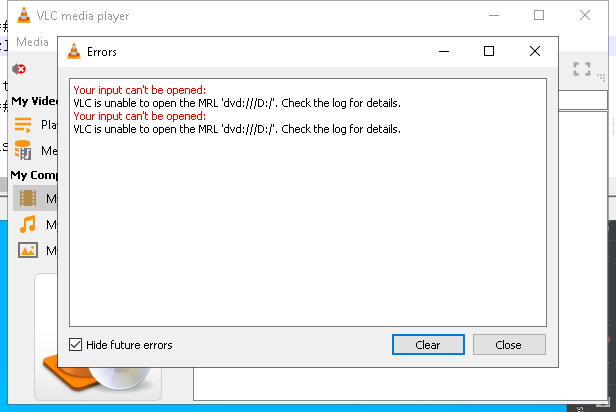 VLC media player
Media
Errors
Your input can't be opened:
VLC is unable to open the MRL 'dvd:///D:/'. Check the log for details.
Your input can't be opened:
VLC is unable to open the MRL 'dvd:///D:/'. Check the log for details.
My Video
My Comp
Hide future errors
Clear
Close